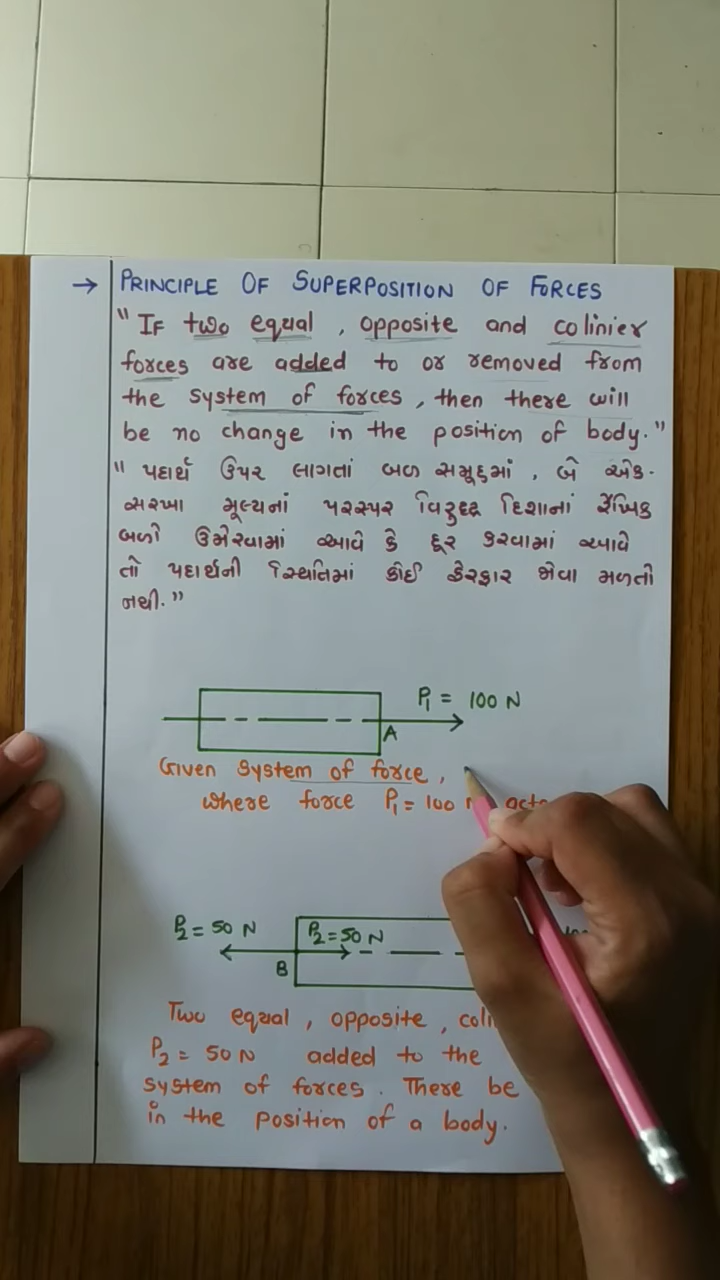 → PRINCIPLE OF SUPERPOSITION OF FORCES
" IF two equal , opposite and colinier
forces are added to or removed from
the system of forces , then there will
be no change in the position of body. "
" પદાર્થ ઉપર લાગતાં બળ સમૂહમાં , બે એક-
સરખા મૂલ્યનાં પરસ્પર વિરુદ્ધ દિશાનાં રૈખિક
બળો ઉમેરવામાં આવે કે દૂર કરવામાં આવે
તો પદાર્થની સ્થિતિમાં કોઈ ફેરફાર જોવા મળતો
નથી. "
P1 = 100 N
A
Given system of force ,
where force P1 = 100 acts
P2 = 50 N
P2 = 50 N
B
Two equal , opposite ,
P2 = 50 N added to the
system of forces . There be
in the position of a body.